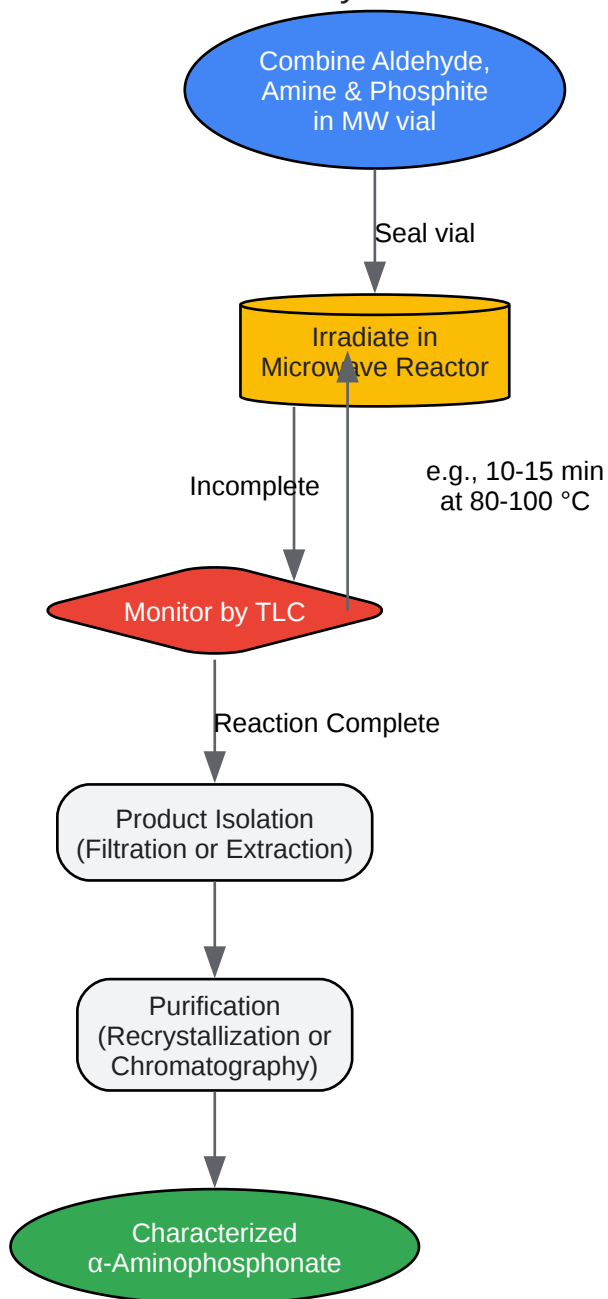 Combine Aldehyde,
Amine & Phosphite
in MW vial
Seal vial
Irradiate in
Microwave Reactor
Incomplete
e.g., 10-15 min
at 80-100 °C
Monitor by TLC
Reaction Complete
Product Isolation
(Filtration or Extraction)
Purification
(Recrystallization or
Chromatography)
Characterized
α-Aminophosphonate